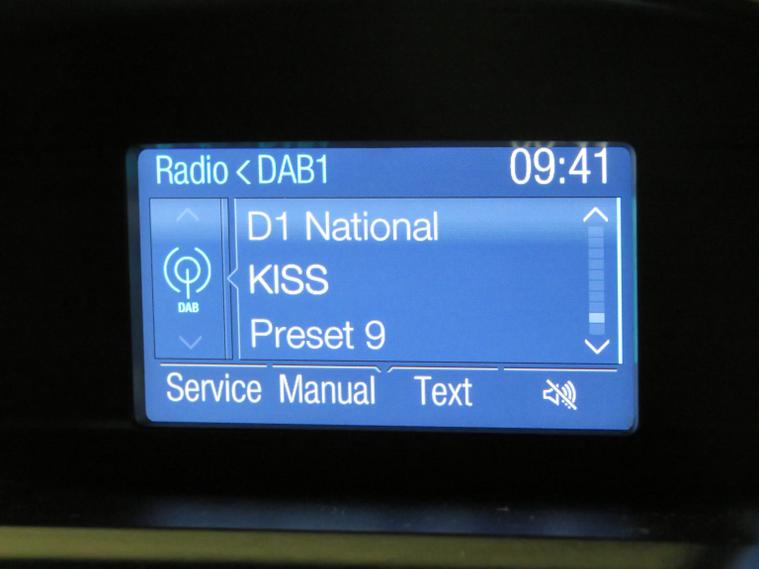 Radio < DAB1 09:41
D1 National
KISS
DAB
Preset 9
Service Manual Text